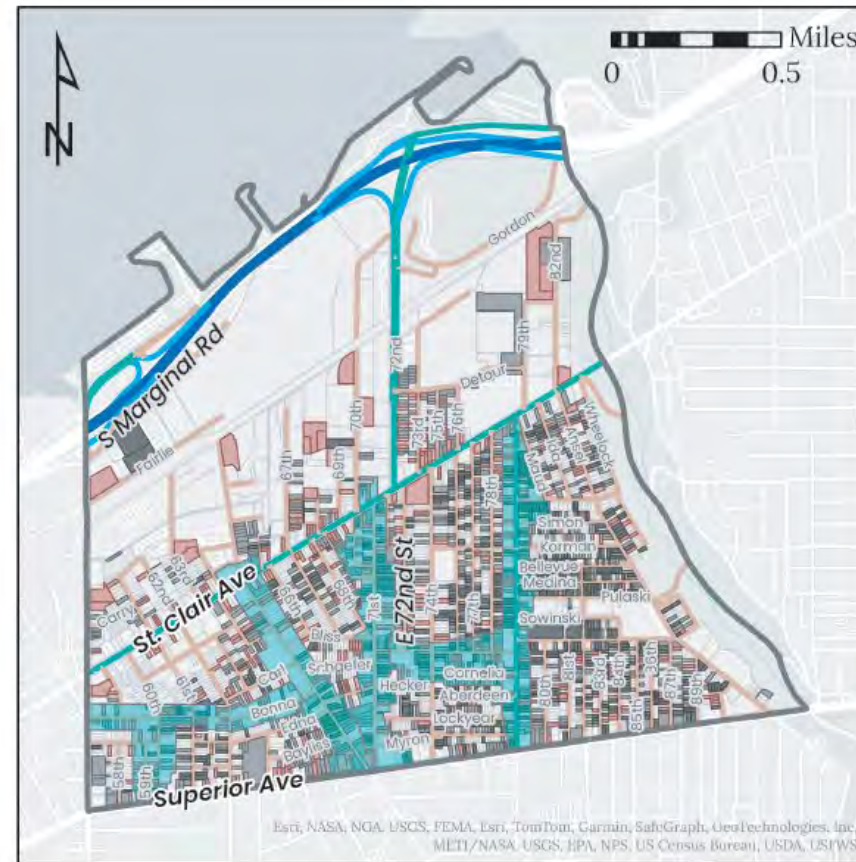 N
Miles
0 0.5
Gordon
82nd
S Marginal Rd
72nd
79th
Detour
70th
73rd
75th
76th
Fairlie
67th
69th
Wheelock
Ansel
78th
Simon
Korman
Bellevue
Medina
Pulaski
Sowinski
St. Clair Ave
E 72nd St
63rd
62nd
Carry
66th
68th
71st
74th
77th
Bliss
Schaefer
Carl
60th
61st
Bonna
Edna
Bayliss
Hecker
Cornelia
Aberdeen
Lockyear
Myron
80th
81st
83rd
84th
85th
86th
87th
89th
58th
59th
Superior Ave
Esri, NASA, NGA, USGS, FEMA, Esri, TomTom, Garmin, SafeGraph, GeoTechnologies, Inc,
METI/NASA, USGS, EPA, NPS, US Census Bureau, USDA, USFWS